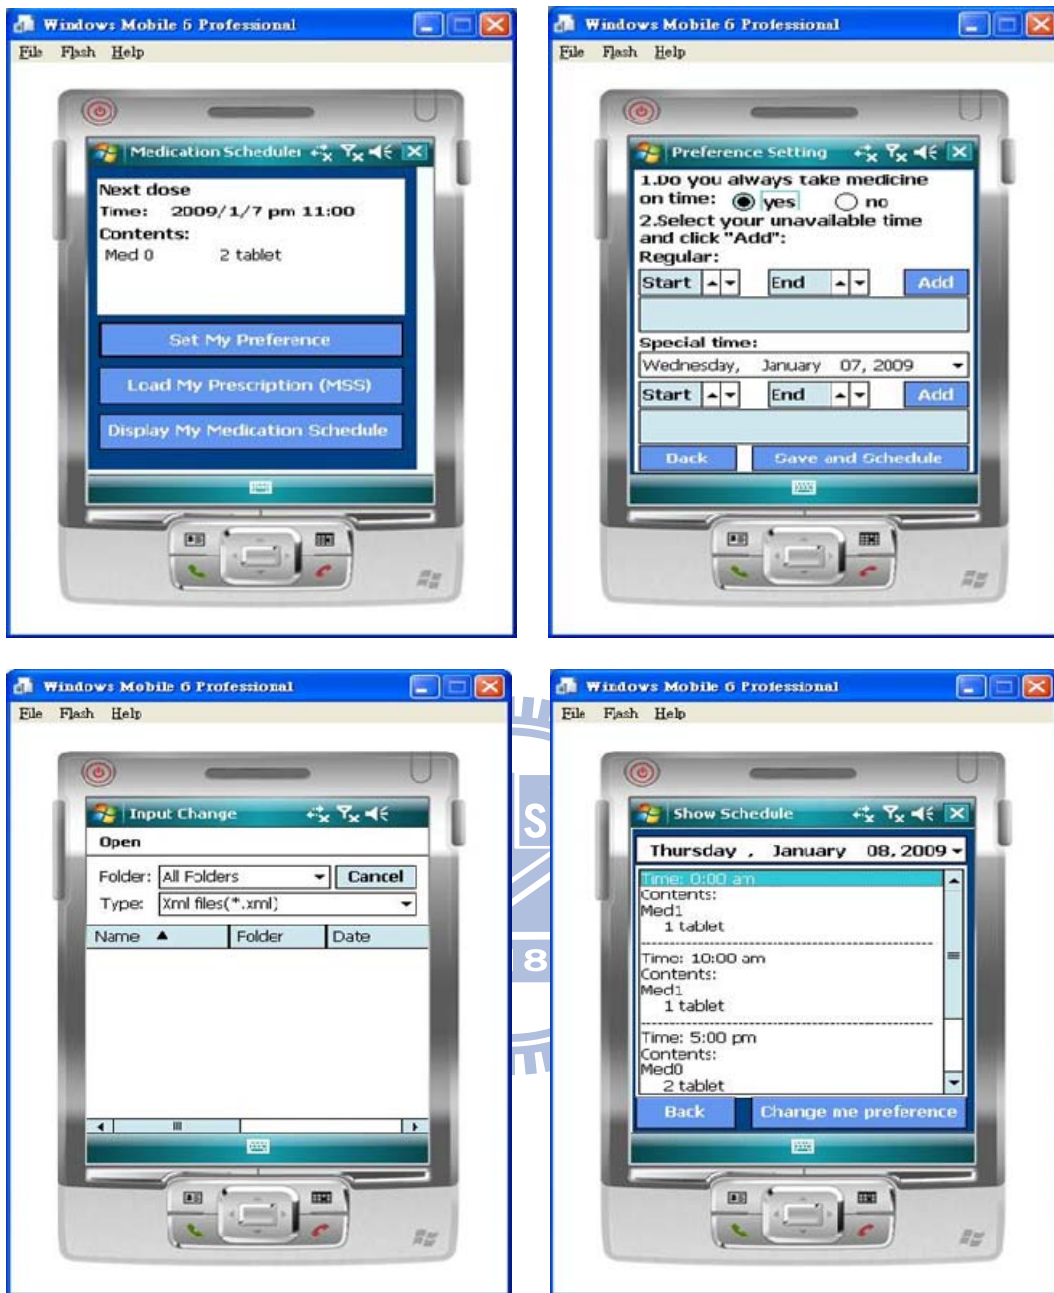 Windows Mobile 6 Professional
File Flash Help
Medication Scheduler
Next dose
Time: 2009/1/7 pm 11:00
Contents:
Med 0 2 tablet
Set My Preference
Load My Prescription (MSS)
Display My Medication Schedule
Windows Mobile 6 Professional
File Flash Help
Preference Setting
1.Do you always take medicine
on time: yes no
2.Select your unavailable time
and click "Add":
Regular:
Start End Add
Special time:
Wednesday, January 07, 2009
Start End Add
Back Save and Schedule
Windows Mobile 6 Professional
File Flash Help
Input Change
Open
Folder: All Folders Cancel
Type: Xml files(*.xml)
Name Folder Date
Windows Mobile 6 Professional
File Flash Help
Show Schedule
Thursday , January 08, 2009
Time: 0:00 am
Contents:
Med1
1 tablet
Time: 10:00 am
Contents:
Med1
1 tablet
Time: 5:00 pm
Contents:
Med0
2 tablet
Back Change me preference
S
8